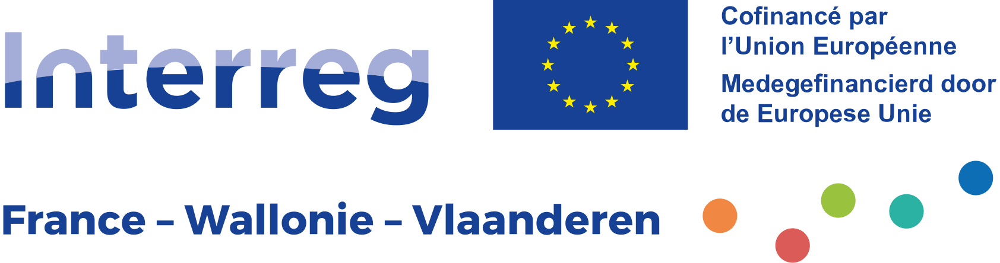 Interreg
Cofinancé par
l’Union Européenne
Medegefinancierd door
de Europese Unie
France – Wallonie – Vlaanderen